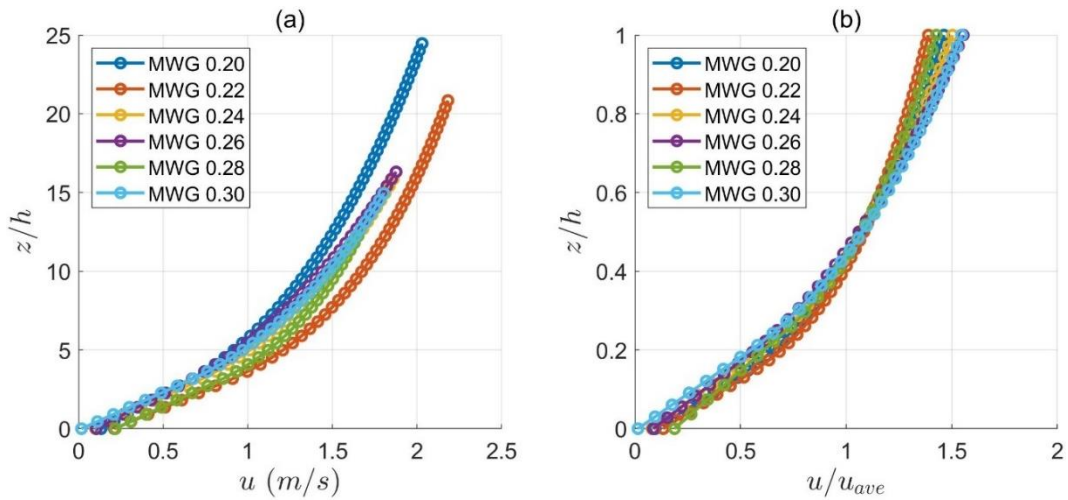 (a)
25
20
15
10
5
0
z/h
MWG 0.20
MWG 0.22
MWG 0.24
MWG 0.26
MWG 0.28
MWG 0.30
0 0.5 1 1.5 2 2.5
u (m/s)
(b)
1
0.8
0.6
0.4
0.2
0
z/h
MWG 0.20
MWG 0.22
MWG 0.24
MWG 0.26
MWG 0.28
MWG 0.30
0 0.5 1 1.5 2
u/u_ave